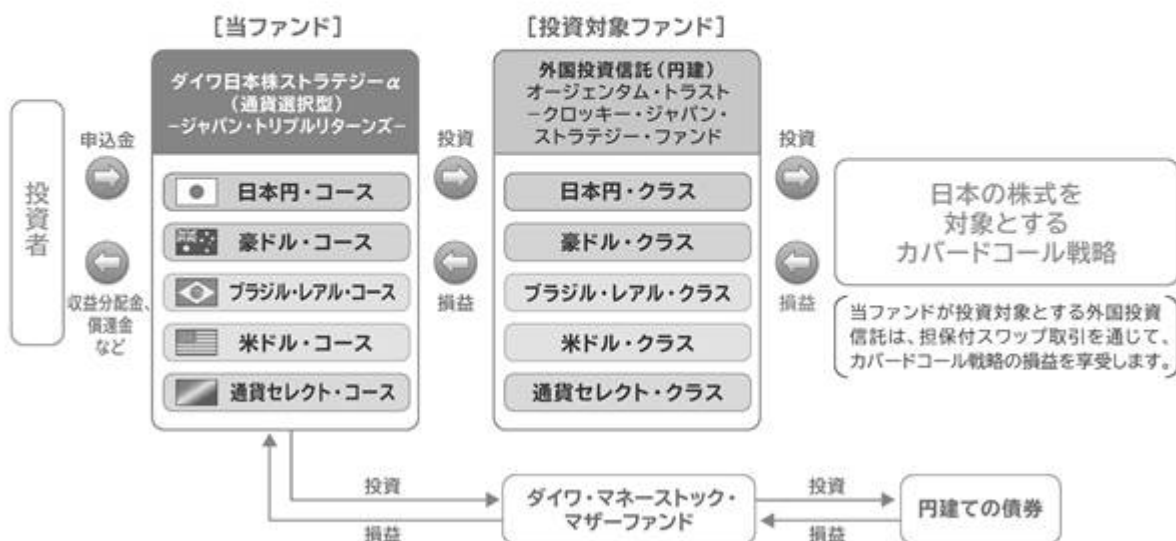 [当ファンド]
[投資対象ファンド]
投資者
申込金
収益分配金、
償還金
など
ダイワ日本株ストラテジーα
(通貨選択型)
－ジャパン・トリプルリターンズ－
日本円・コース
豪ドル・コース
ブラジル・レアル・コース
米ドル・コース
通貨セレクト・コース
投資
損益
外国投資信託(円建)
オージェンタム・トラスト
－クロッキー・ジャパン・
ストラテジー・ファンド
日本円・クラス
豪ドル・クラス
ブラジル・レアル・クラス
米ドル・クラス
通貨セレクト・クラス
投資
損益
日本の株式を
対象とする
カバードコール戦略
当ファンドが投資対象とする外国投資
信託は、担保付スワップ取引を通じて、
カバードコール戦略の損益を享受します。
投資
損益
ダイワ・マネーストック・
マザーファンド
投資
損益
円建ての債券